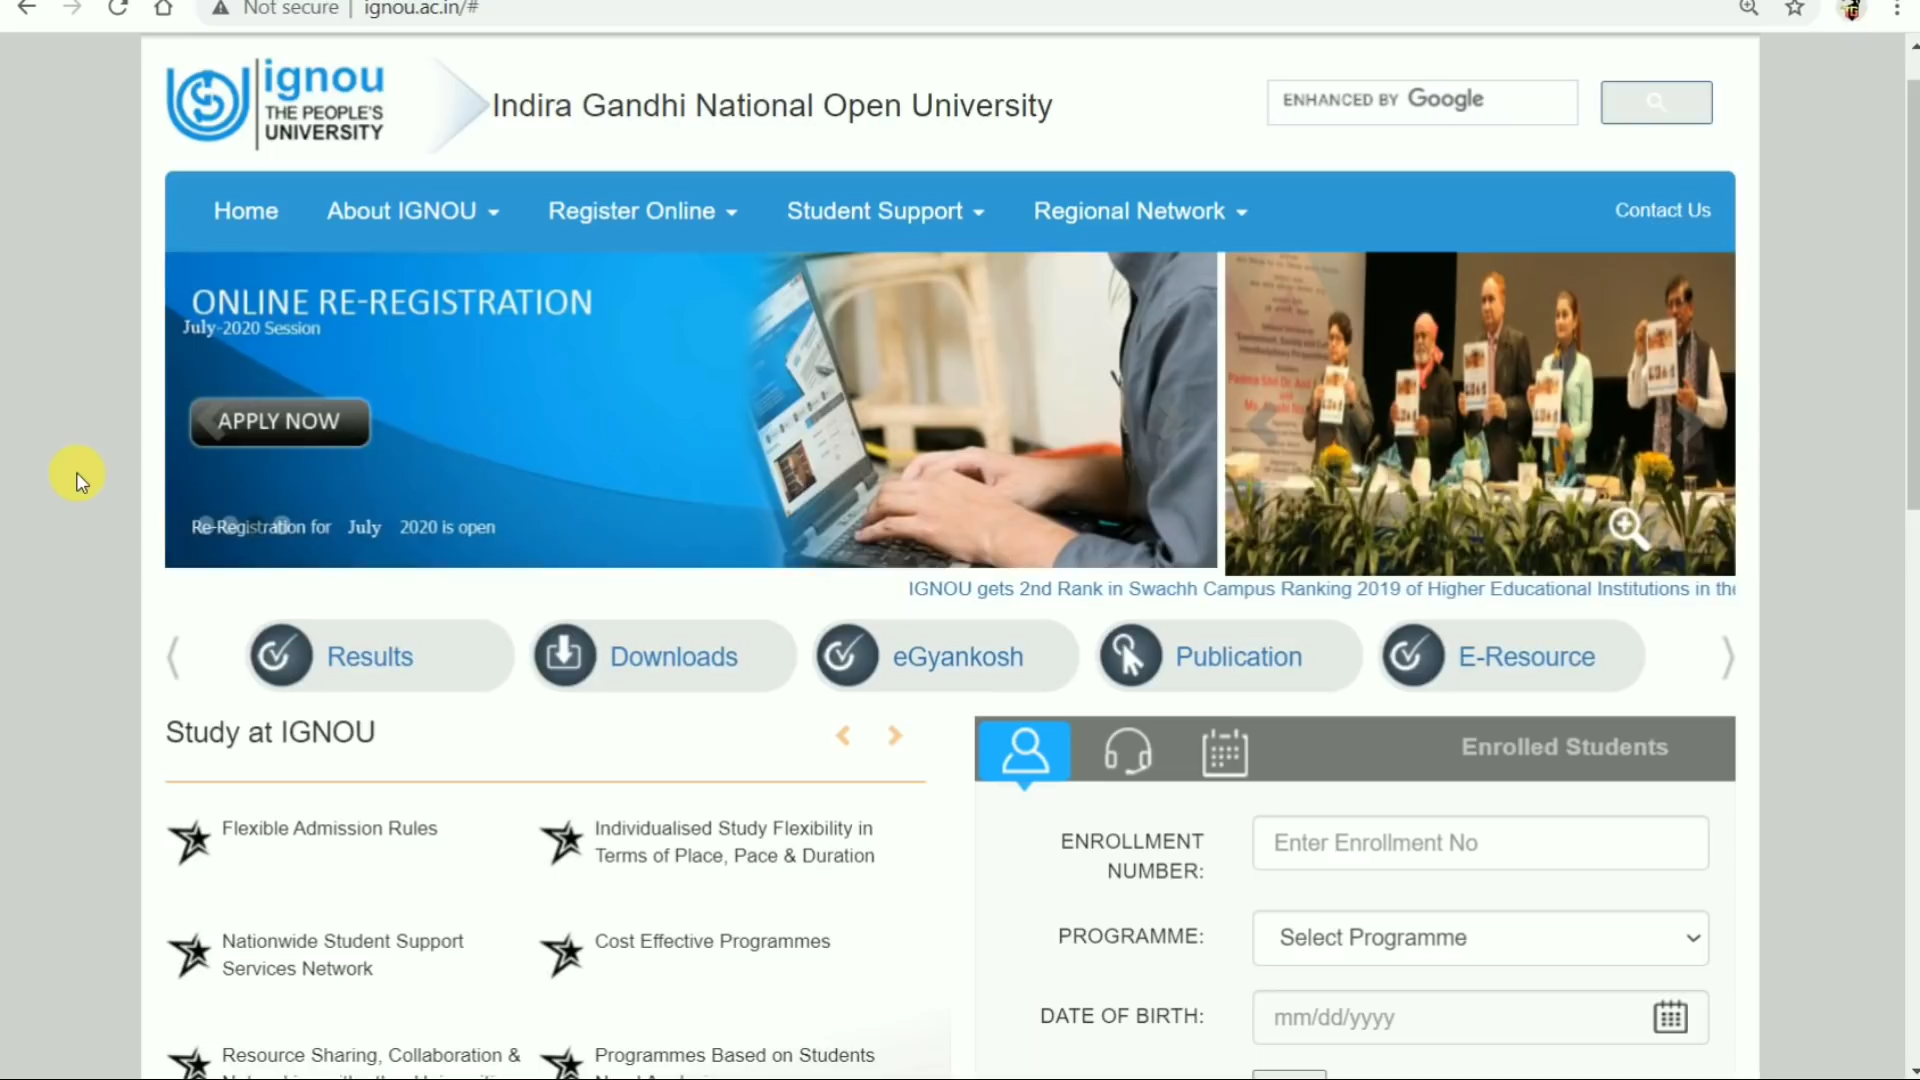 Not secure | ignou.ac.in/#
ignou
THE PEOPLE'S
UNIVERSITY
Indira Gandhi National Open University
ENHANCED BY Google
Home
About IGNOU
Register Online
Student Support
Regional Network
Contact Us
ONLINE RE-REGISTRATION
July-2020 Session
APPLY NOW
Re-Registration for July 2020 is open
IGNOU gets 2nd Rank in Swachh Campus Ranking 2019 of Higher Educational Institutions in the
Results
Downloads
eGyankosh
Publication
E-Resource
Study at IGNOU
Flexible Admission Rules
Individualised Study Flexibility in
Terms of Place, Pace & Duration
Nationwide Student Support
Services Network
Cost Effective Programmes
Resource Sharing, Collaboration &
Programmes Based on Students
Enrolled Students
ENROLLMENT
NUMBER:
Enter Enrollment No
PROGRAMME:
Select Programme
DATE OF BIRTH:
mm/dd/yyyy